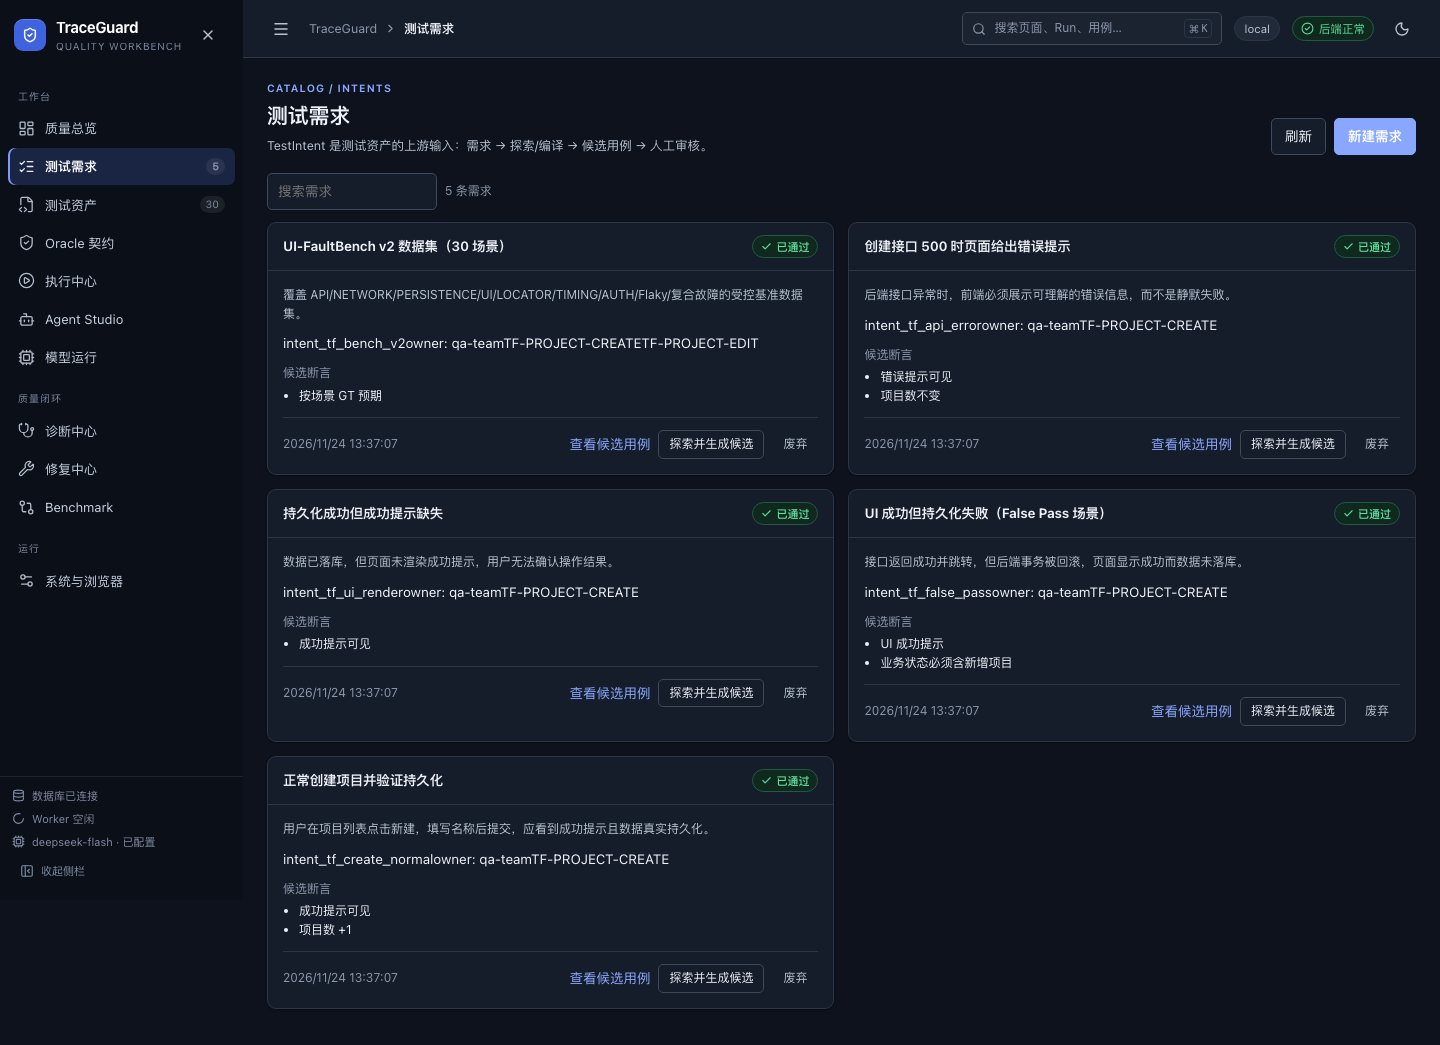 TraceGuard
QUALITY WORKBENCH
工作台
质量总览
测试需求 5
测试资产 30
Oracle 契约
执行中心
Agent Studio
模型运行
质量闭环
诊断中心
修复中心
Benchmark
运行
系统与浏览器
数据库已连接
Worker 空闲
deepseek-flash · 已配置
收起侧栏
TraceGuard > 测试需求
搜索页面、Run、用例... ⌘ K
local
后端正常
CATALOG / INTENTS
测试需求
TestIntent 是测试资产的上游输入：需求 → 探索/编译 → 候选用例 → 人工审核。
刷新
新建需求
搜索需求
5 条需求
UI-FaultBench v2 数据集（30 场景）
已通过
覆盖 API/NETWORK/PERSISTENCE/UI/LOCATOR/TIMING/AUTH/Flaky/复合故障的受控基准数据
集。
intent_tf_bench_v2owner: qa-teamTF-PROJECT-CREATETF-PROJECT-EDIT
候选断言
• 按场景 GT 预期
2026/11/24 13:37:07
查看候选用例
探索并生成候选
废弃
创建接口 500 时页面给出错误提示
已通过
后端接口异常时，前端必须展示可理解的错误信息，而不是静默失败。
intent_tf_api_errorowner: qa-teamTF-PROJECT-CREATE
候选断言
• 错误提示可见
• 项目数不变
2026/11/24 13:37:07
查看候选用例
探索并生成候选
废弃
持久化成功但成功提示缺失
已通过
数据已落库，但页面未渲染成功提示，用户无法确认操作结果。
intent_tf_ui_renderowner: qa-teamTF-PROJECT-CREATE
候选断言
• 成功提示可见
2026/11/24 13:37:07
查看候选用例
探索并生成候选
废弃
UI 成功但持久化失败（False Pass 场景）
已通过
接口返回成功并跳转，但后端事务被回滚，页面显示成功而数据未落库。
intent_tf_false_passowner: qa-teamTF-PROJECT-CREATE
候选断言
• UI 成功提示
• 业务状态必须含新增项目
2026/11/24 13:37:07
查看候选用例
探索并生成候选
废弃
正常创建项目并验证持久化
已通过
用户在项目列表点击新建，填写名称后提交，应看到成功提示且数据真实持久化。
intent_tf_create_normalowner: qa-teamTF-PROJECT-CREATE
候选断言
• 成功提示可见
• 项目数 +1
2026/11/24 13:37:07
查看候选用例
探索并生成候选
废弃